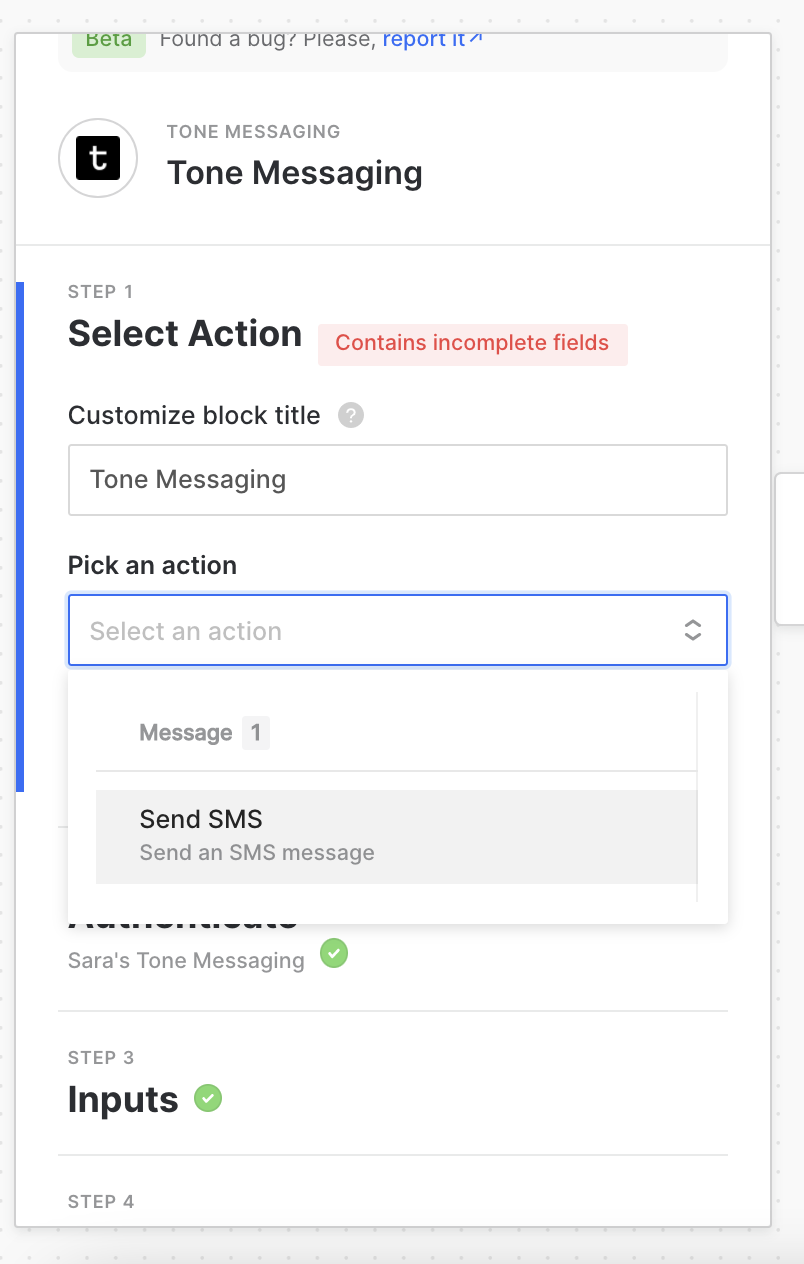 Beta Found a bug? Please, report it↗
t
TONE MESSAGING
Tone Messaging
STEP 1
Select Action Contains incomplete fields
Customize block title ?
Tone Messaging
Pick an action
Select an action
Message 1
Send SMS
Send an SMS message
Authenticate
Sara's Tone Messaging
STEP 3
Inputs
STEP 4